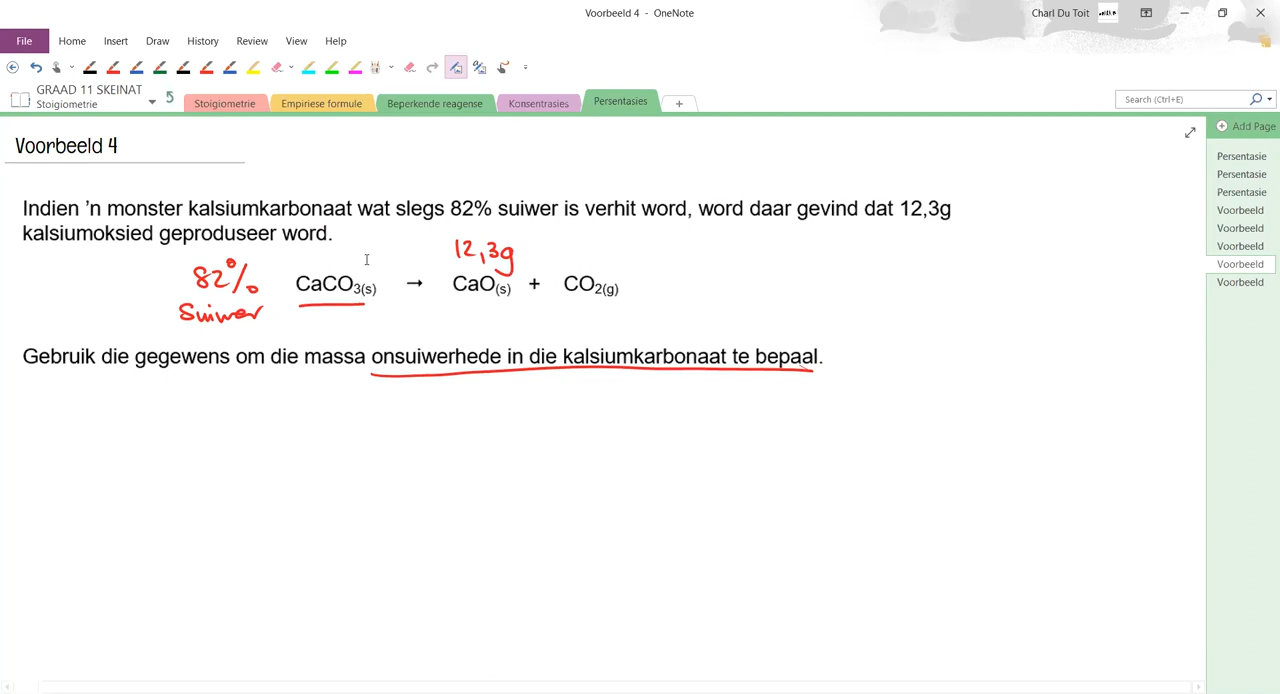 Voorbeeld 4 - OneNote
Charl Du Toit
File Home Insert Draw History Review View Help
GRAAD 11 SKEINAT
Stoigiometrie
Stoigiometrie Empiriese formule Beperkende reagense Konsentrasies Persentasies +
Search (Ctrl+E)
Add Page
Voorbeeld 4
Persentasie
Persentasie
Persentasie
Voorbeeld
Voorbeeld
Voorbeeld
Voorbeeld
Voorbeeld
Indien 'n monster kalsiumkarbonaat wat slegs 82% suiwer is verhit word, word daar gevind dat 12,3g
kalsiumoksied geproduseer word.
12,3g
82%
suiwer
CaCO3(s) → CaO(s) + CO2(g)
Gebruik die gegewens om die massa onsuiwerhede in die kalsiumkarbonaat te bepaal.